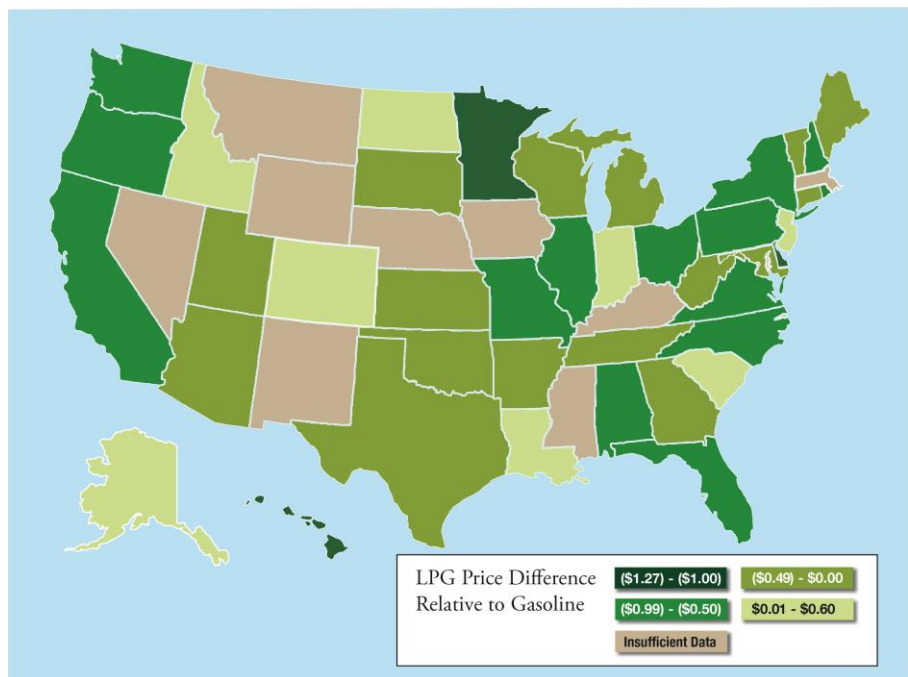 LPG Price Difference
Relative to Gasoline
($1.27) - ($1.00)
($0.49) - $0.00
($0.99) - ($0.50)
$0.01 - $0.60
Insufficient Data